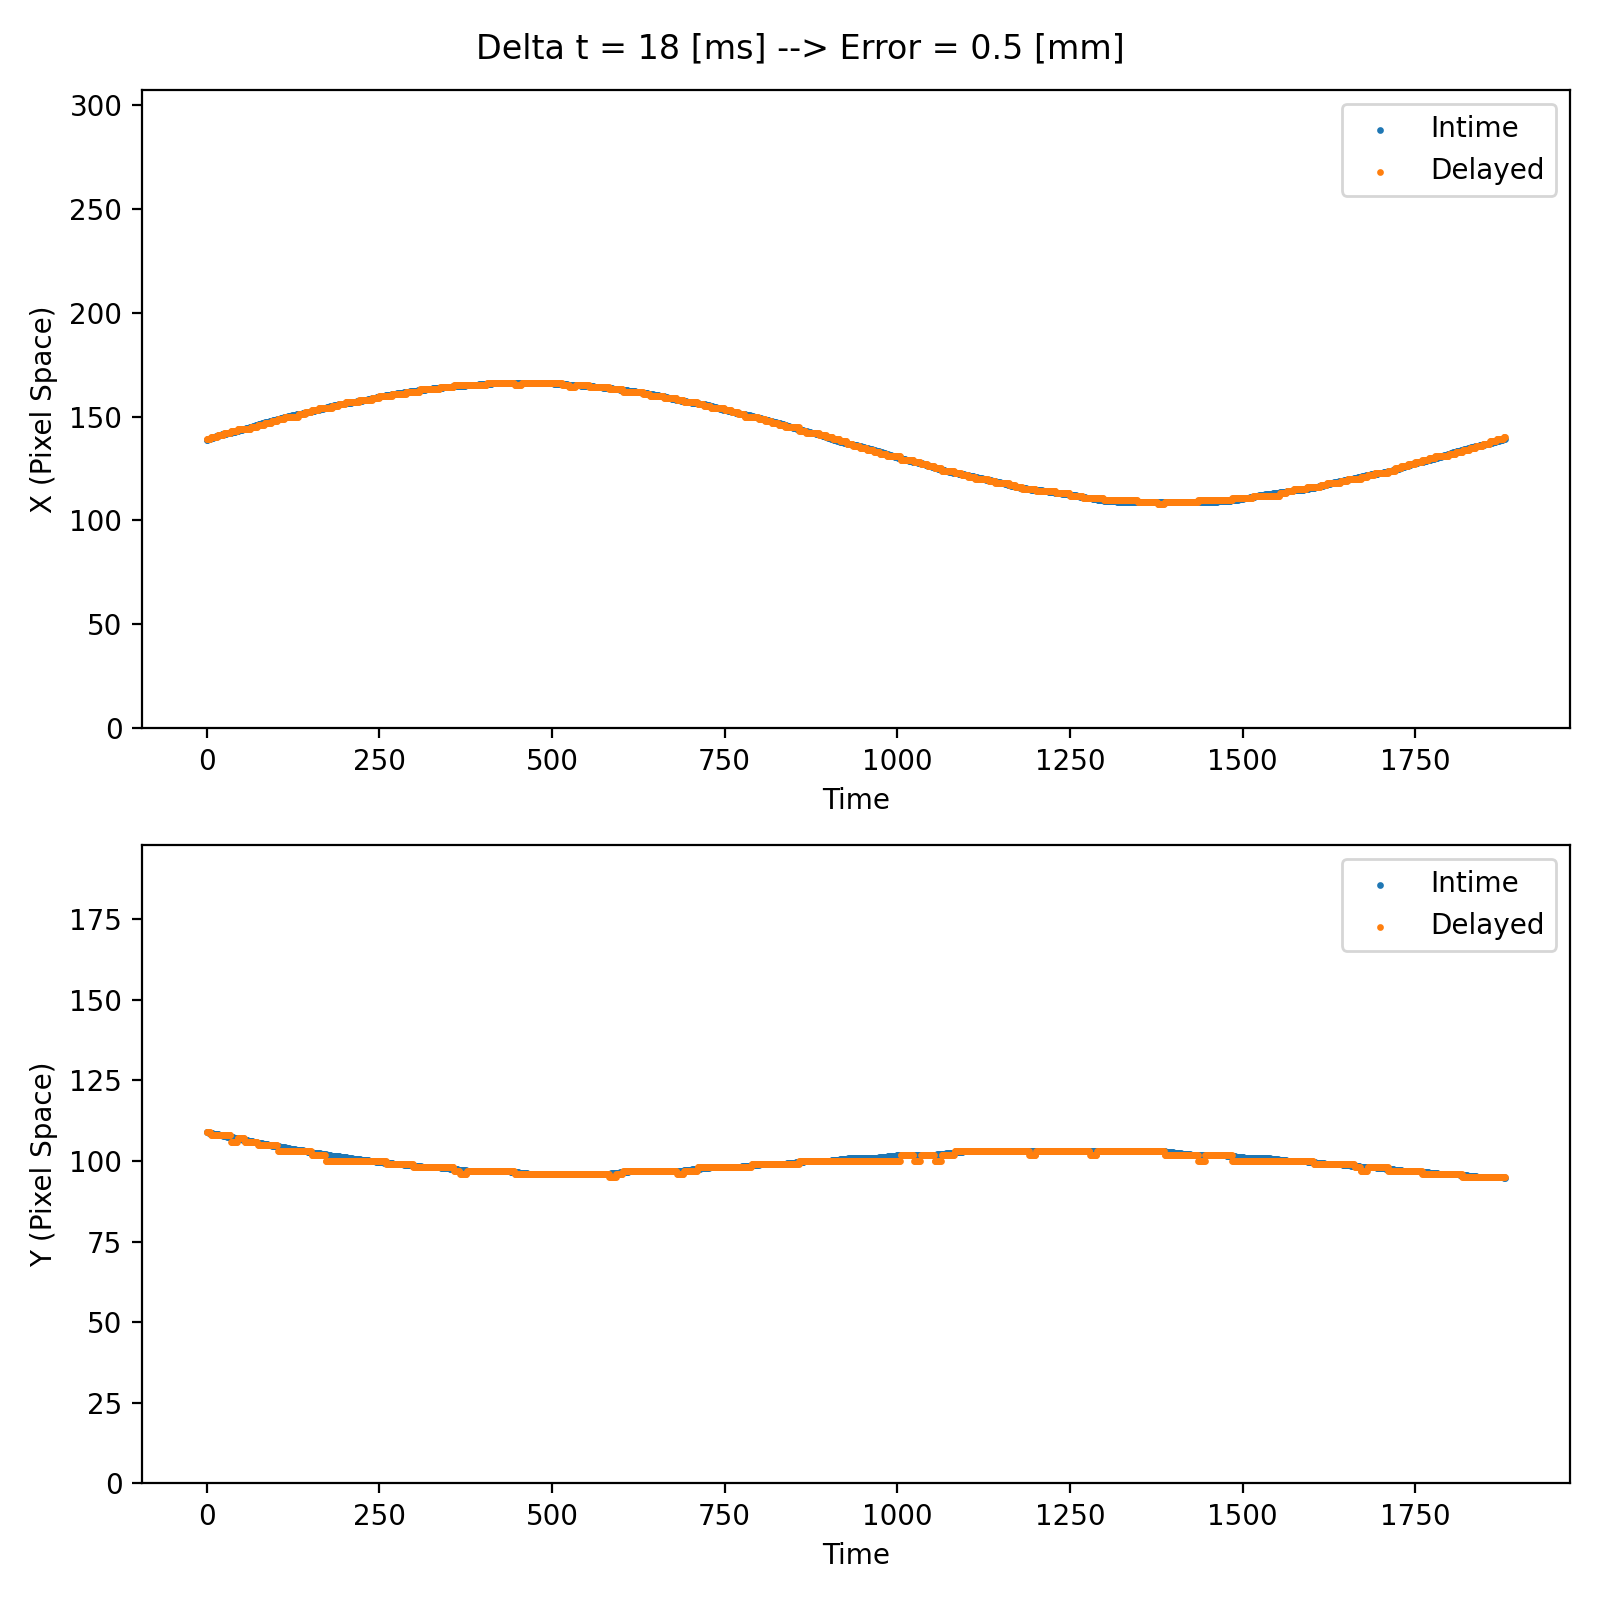 Delta t = 18 [ms] --> Error = 0.5 [mm]
300
250
200
150
100
50
0
X (Pixel Space)
Intime
Delayed
0 250 500 750 1000 1250 1500 1750
Time
175
150
125
100
75
50
25
0
Y (Pixel Space)
Intime
Delayed
0 250 500 750 1000 1250 1500 1750
Time